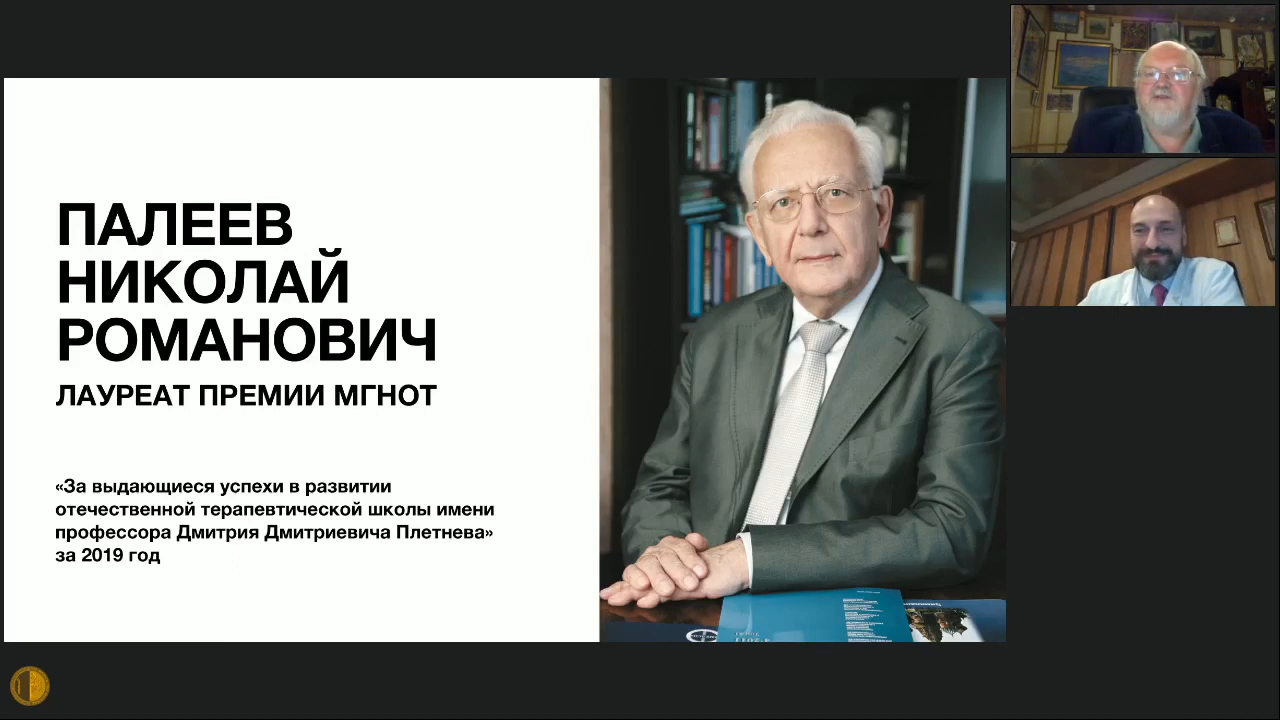 ПАЛЕЕВ
НИКОЛАЙ
РОМАНОВИЧ
ЛАУРЕАТ ПРЕМИИ МГНОТ
«За выдающиеся успехи в развитии
отечественной терапевтической школы имени
профессора Дмитрия Дмитриевича Плетнева»
за 2019 год